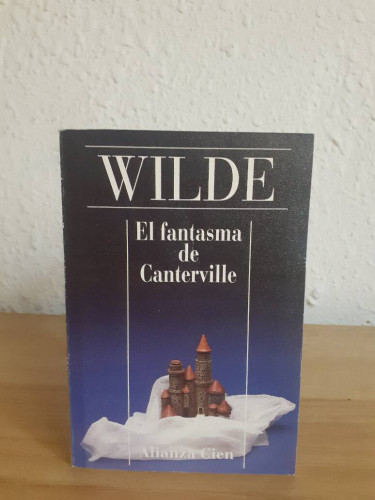 WILDE
El fantasma
de
Canterville
Alianza Cien